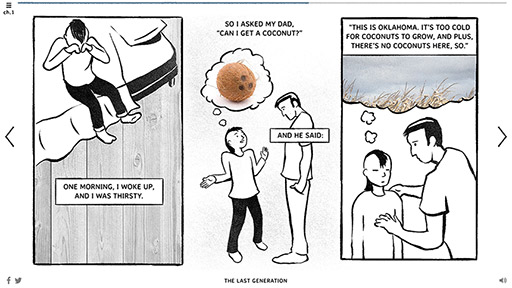 ch.1
ONE MORNING, I WOKE UP,
AND I WAS THIRSTY.
SO I ASKED MY DAD,
"CAN I GET A COCONUT?"
AND HE SAID:
"THIS IS OKLAHOMA. IT'S TOO COLD
FOR COCONUTS TO GROW, AND PLUS,
THERE'S NO COCONUTS HERE, SO."
THE LAST GENERATION